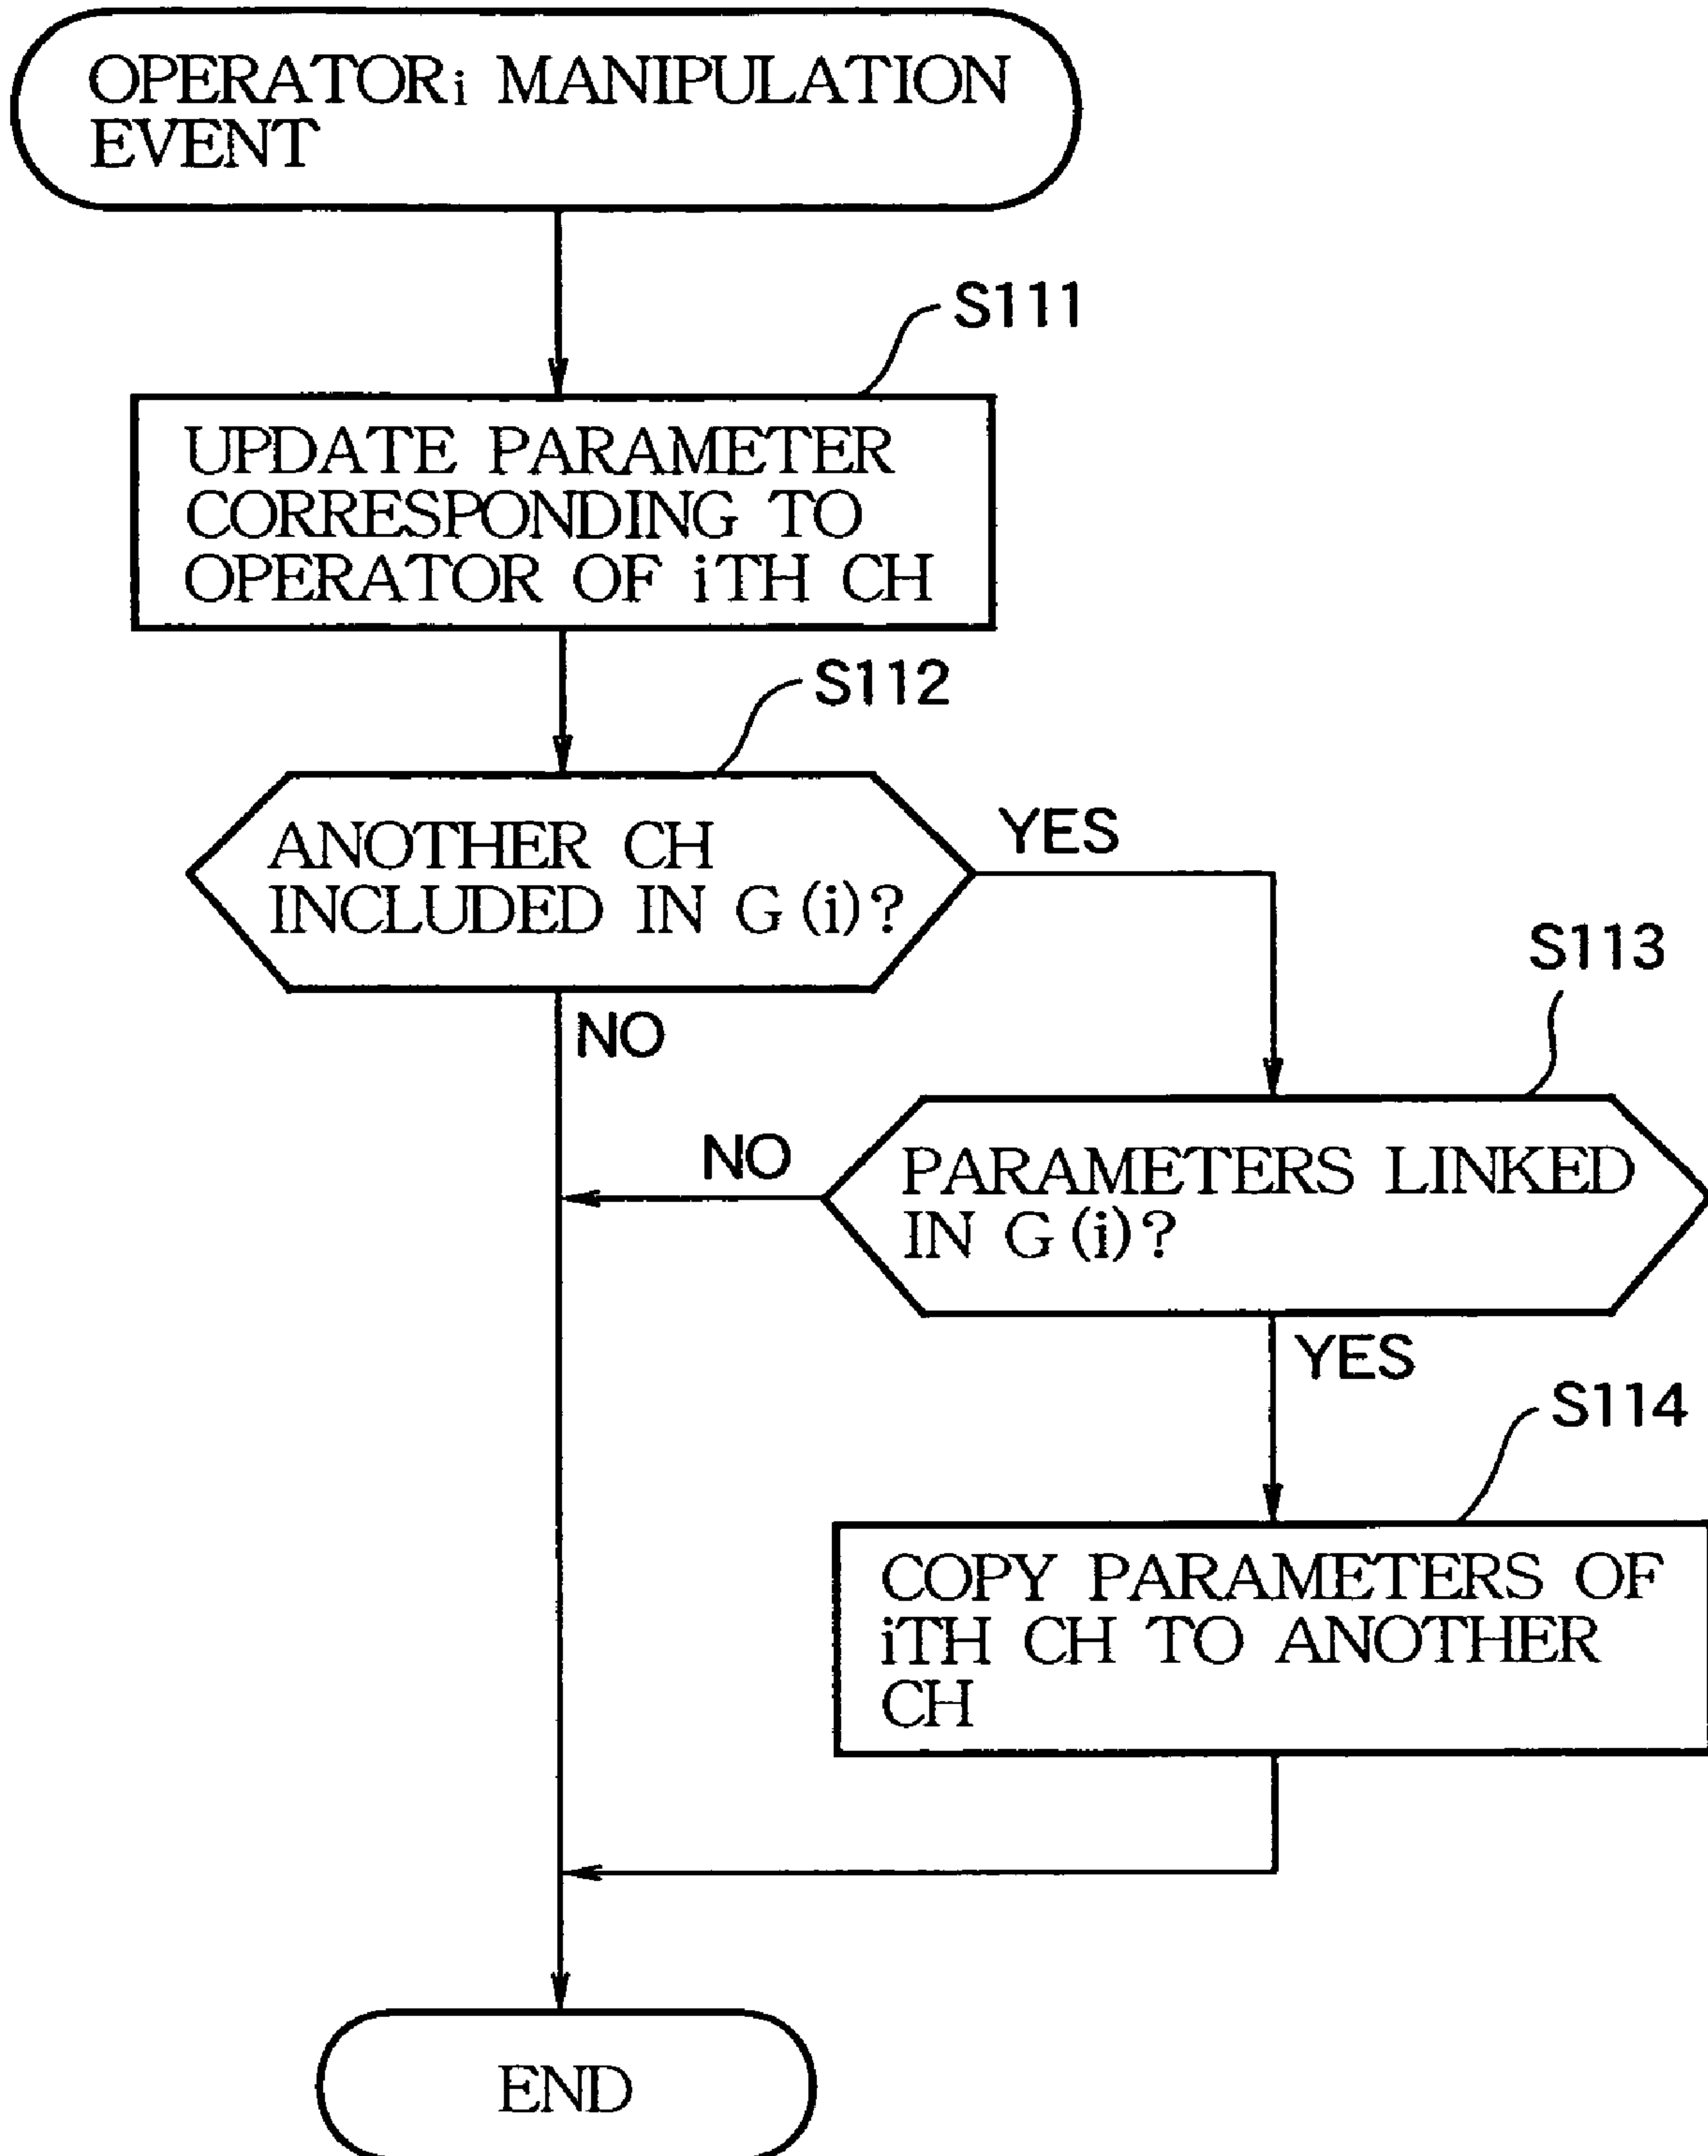 OPERATORi MANIPULATION
EVENT
S111
UPDATE PARAMETER
CORRESPONDING TO
OPERATOR OF iTH CH
S112
ANOTHER CH
INCLUDED IN G(i)?
YES
NO
S113
PARAMETERS LINKED
IN G(i)?
NO
YES
S114
COPY PARAMETERS OF
iTH CH TO ANOTHER
CH
END